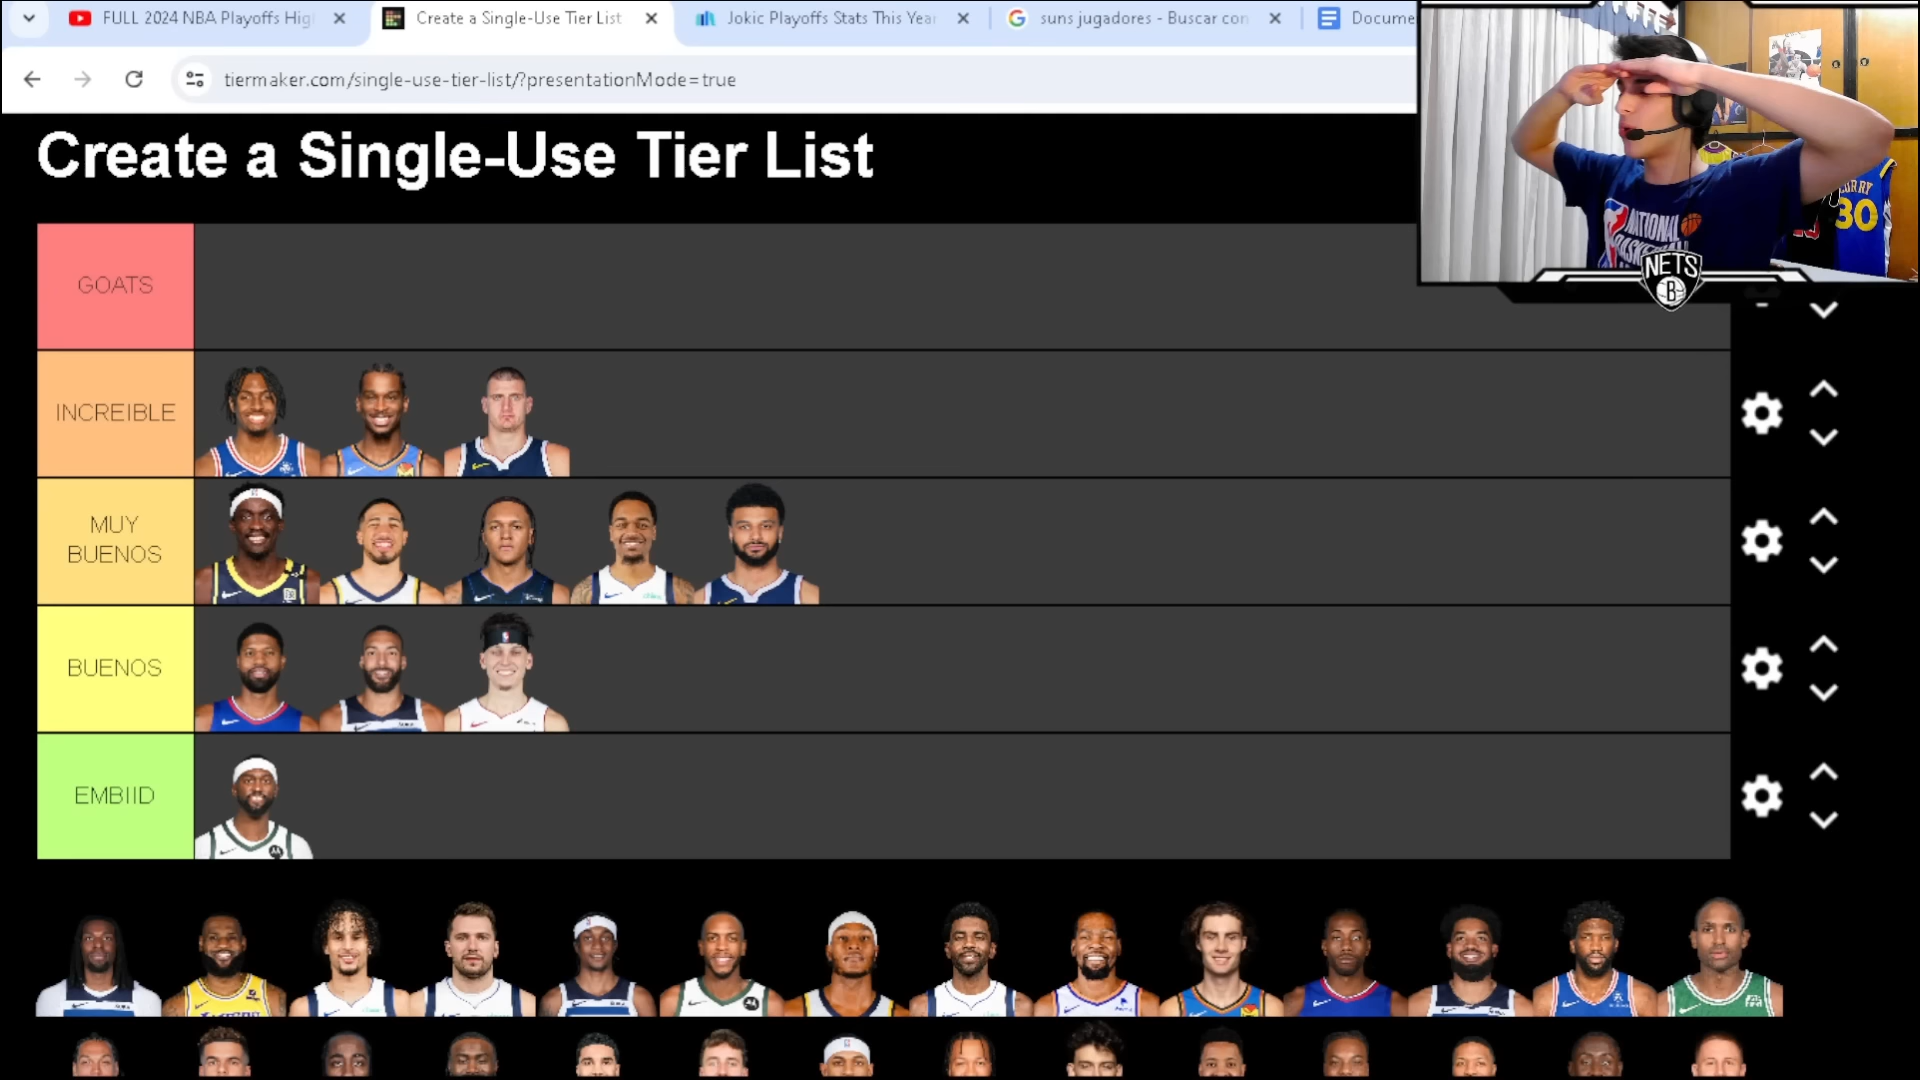 FULL 2024 NBA Playoffs Hig
Create a Single-Use Tier List
Jokic Playoffs Stats This Year
suns jugadores - Buscar con
Docume
tiermaker.com/single-use-tier-list/?presentationMode=true
Create a Single-Use Tier List
GOATS
INCREIBLE
MUY
BUENOS
BUENOS
EMBIID
NATIONAL
CURRY
30
NETS
B